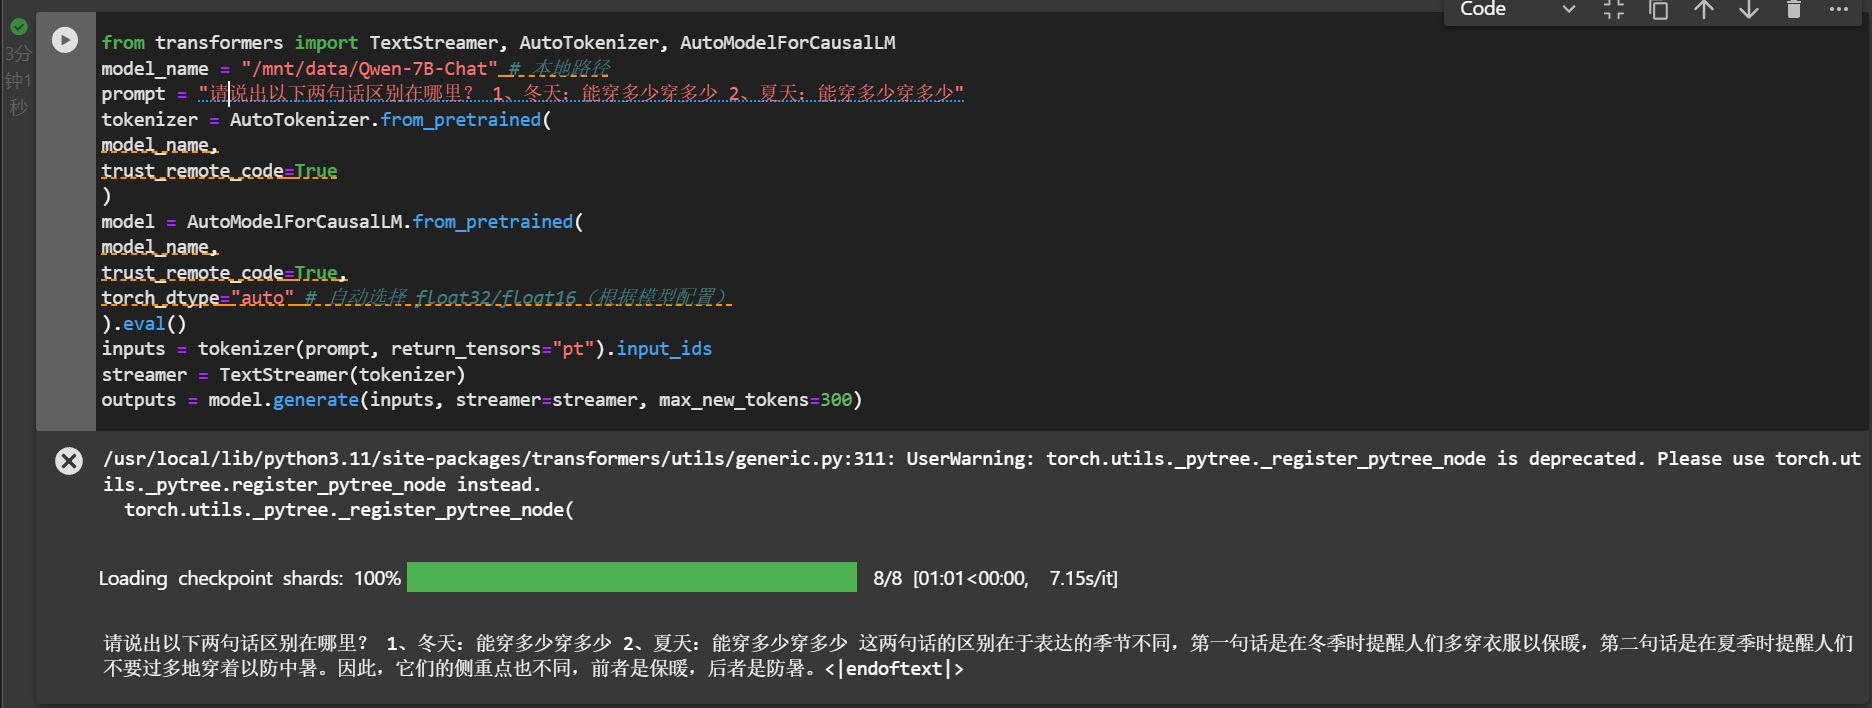 Code
3分
钟1
秒
from transformers import TextStreamer, AutoTokenizer, AutoModelForCausalLM
model_name = "/mnt/data/Qwen-7B-Chat" # 本地路径
prompt = "请说出以下两句话区别在哪里? 1、冬天：能穿多少穿多少 2、夏天：能穿多少穿多少"
tokenizer = AutoTokenizer.from_pretrained(
model_name,
trust_remote_code=True
)
model = AutoModelForCausalLM.from_pretrained(
model_name,
trust_remote_code=True,
torch_dtype="auto" # 自动选择 float32/float16（根据模型配置）
).eval()
inputs = tokenizer(prompt, return_tensors="pt").input_ids
streamer = TextStreamer(tokenizer)
outputs = model.generate(inputs, streamer=streamer, max_new_tokens=300)
/usr/local/lib/python3.11/site-packages/transformers/utils/generic.py:311: UserWarning: torch.utils._pytree._register_pytree_node is deprecated. Please use torch.ut
ils._pytree.register_pytree_node instead.
  torch.utils._pytree._register_pytree_node(
Loading checkpoint shards: 100% 8/8 [01:01<00:00, 7.15s/it]
请说出以下两句话区别在哪里? 1、冬天：能穿多少穿多少 2、夏天：能穿多少穿多少 这两句话的区别在于表达的季节不同，第一句话是在冬季时提醒人们多穿衣服以保暖，第二句话是在夏季时提醒人们
不要过多地穿着以防中暑。因此，它们的侧重点也不同，前者是保暖，后者是防暑。<|endoftext|>